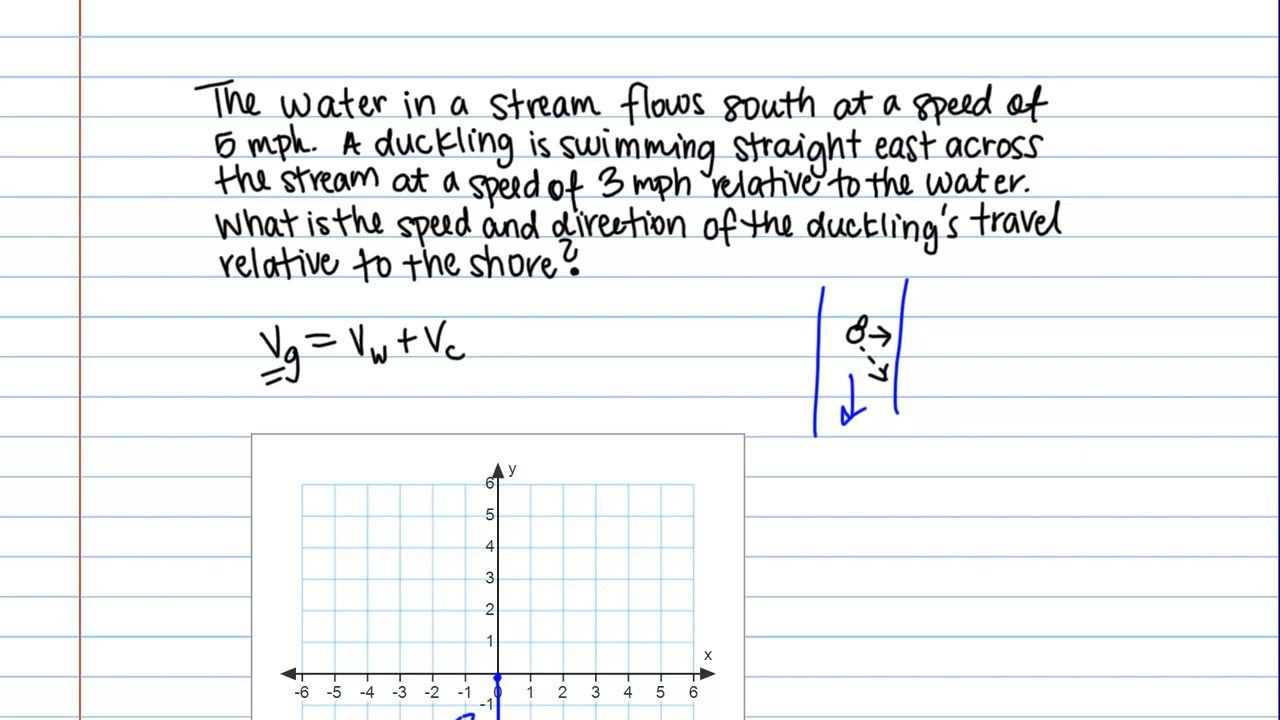 The water in a stream flows south at a speed of
5 mph. A duckling is swimming straight east across
the stream at a speed of 3 mph relative to the water.
What is the speed and direction of the duckling's travel
relative to the shore?
Vg = Vw + Vc
y
6
5
4
3
2
1
x
-6 -5 -4 -3 -2 -1 0 1 2 3 4 5 6
-1